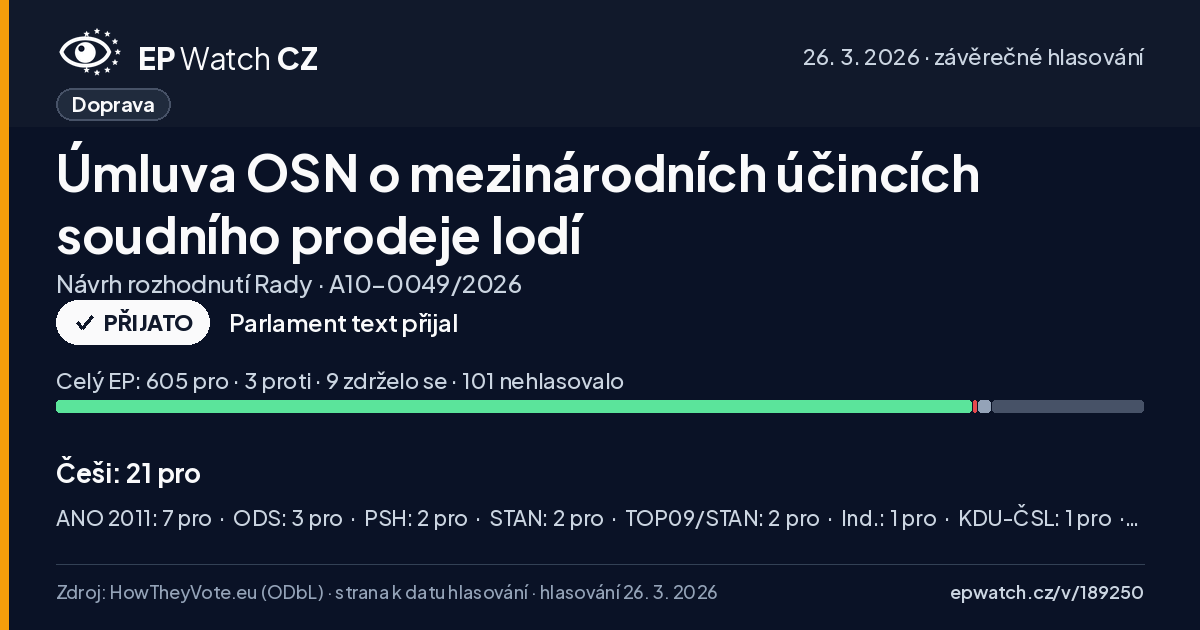 EP Watch CZ
26. 3. 2026 · závěrečné hlasování
Doprava
Úmluva OSN o mezinárodních účincích
soudního prodeje lodí
Návrh rozhodnutí Rady · A10-0049/2026
✓ PŘIJATO Parlament text přijal
Celý EP: 605 pro · 3 proti · 9 zdrželo se · 101 nehlasovalo
Češi: 21 pro
ANO 2011: 7 pro · ODS: 3 pro · PSH: 2 pro · STAN: 2 pro · TOP09/STAN: 2 pro · Ind.: 1 pro · KDU-ČSL: 1 pro ·…
Zdroj: HowTheyVote.eu (ODbL) · strana k datu hlasování · hlasování 26. 3. 2026
epwatch.cz/v/189250